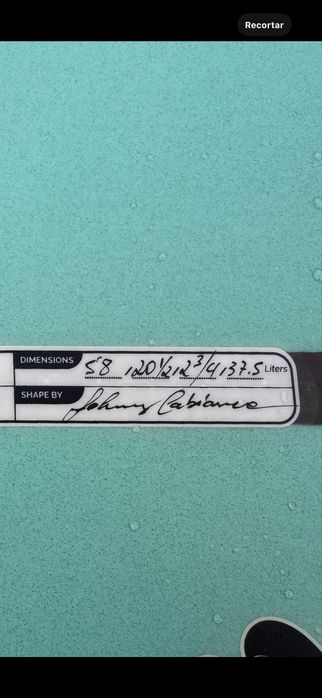 Recortar
DIMENSIONS 5'8 / 20 1/2 / 2 3/4 / 37.5 Liters
SHAPE BY Johnny Cabianca